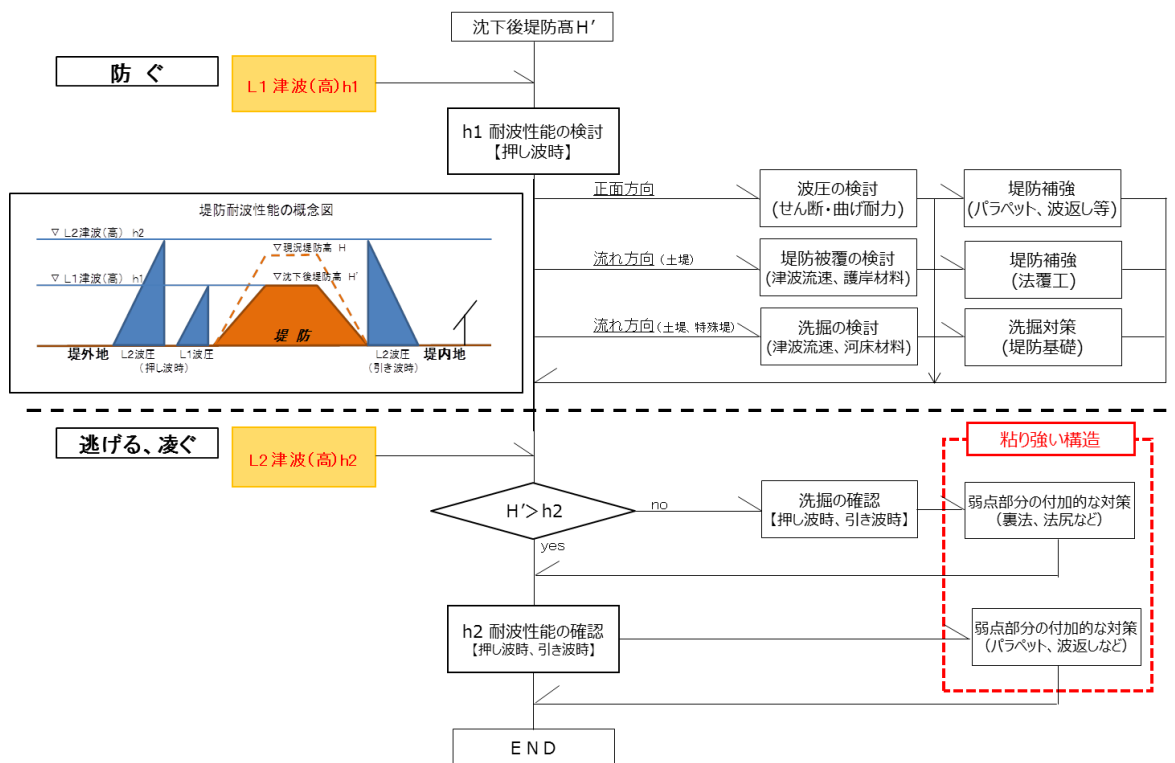 沈下後堤防高H’
防 ぐ
L1 津波(高)h1
h1 耐波性能の検討
【押し波時】
正面方向
波圧の検討
(せん断・曲げ耐力)
堤防補強
(パラペット、波返し等)
流れ方向(土堤)
堤防被覆の検討
(津波流速、護岸材料)
堤防補強
(法覆工)
流れ方向(土堤、特殊堤)
洗掘の検討
(津波流速、河床材料)
洗掘対策
(堤防基礎)
堤防耐波性能の概念図
▽ L2津波(高) h2
▽現況堤防高 H
▽ L1津波(高) h1
▽沈下後堤防高 H’
堤 防
堤外地
L2波圧
(押し波時)
L1波圧
L2波圧
(引き波時)
堤内地
逃げる、凌ぐ
L2 津波(高)h2
粘り強い構造
H’>h2
no
yes
洗掘の確認
【押し波時、引き波時】
弱点部分の付加的な対策
(裏法、法尻など)
h2 耐波性能の確認
【押し波時、引き波時】
弱点部分の付加的な対策
(パラペット、波返しなど)
END